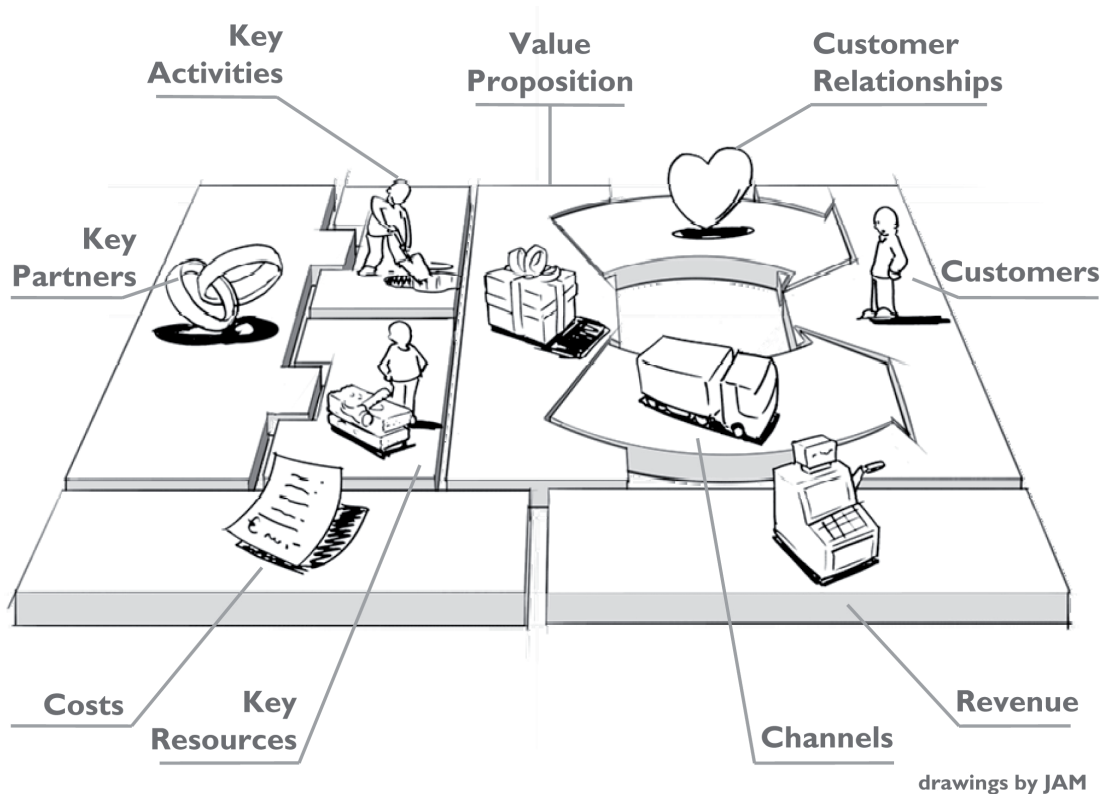 Key
Activities
Value
Proposition
Customer
Relationships
Key
Partners
Customers
Costs
Key
Resources
Channels
Revenue
drawings by JAM